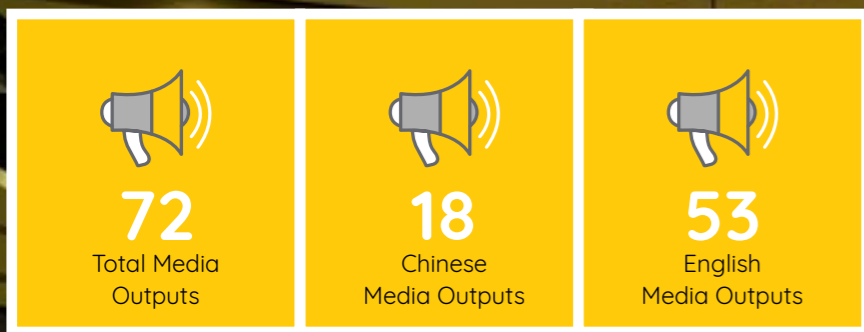 72
Total Media
Outputs
18
Chinese
Media Outputs
53
English
Media Outputs